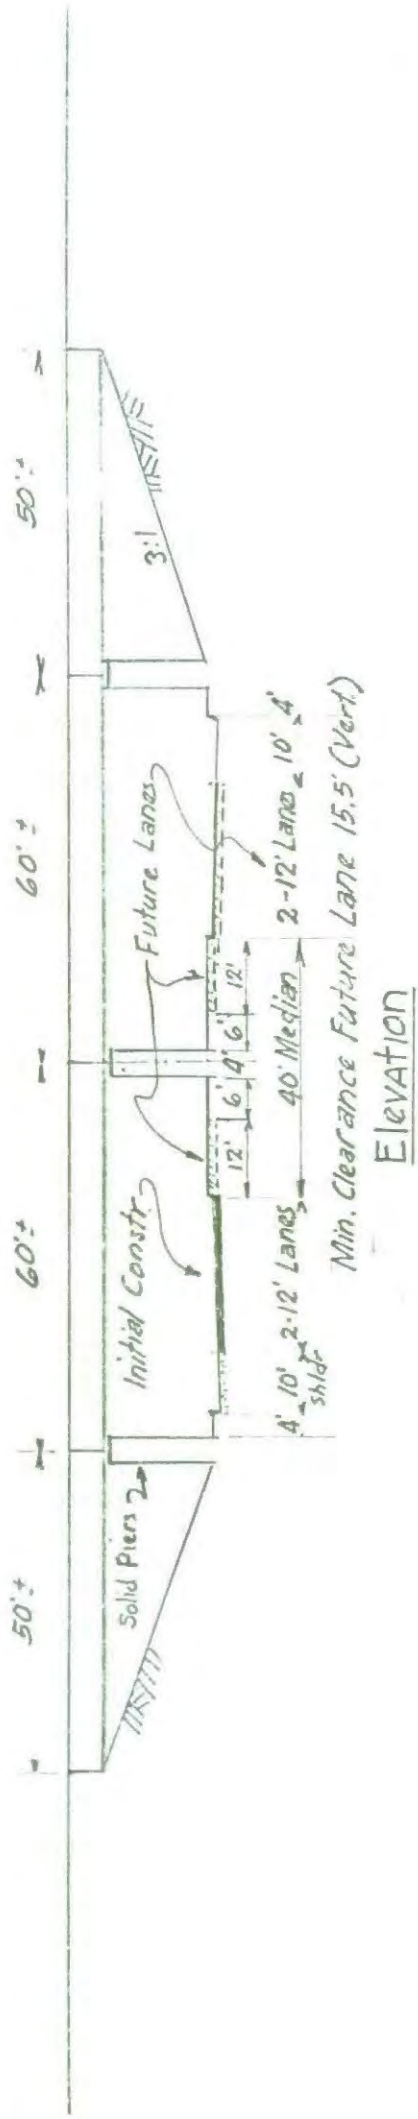 50'± 60'± 60'± 50'±
Solid Piers
Initial Constr.
Future Lanes
3:1
12' 6' 4' 6' 12'
40' Median
4' 10' shldr 2-12' Lanes
2-12' Lanes 10' 4'
Min. Clearance Future Lane 15.5' (Vert)
Elevation